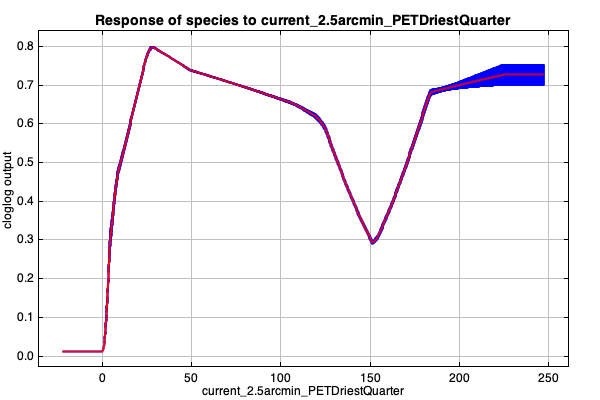 Response of species to current_2.5arcmin_PETDriestQuarter
0.8
0.7
0.6
0.5
0.4
0.3
0.2
0.1
0.0
cloglog output
0 50 100 150 200 250
current_2.5arcmin_PETDriestQuarter